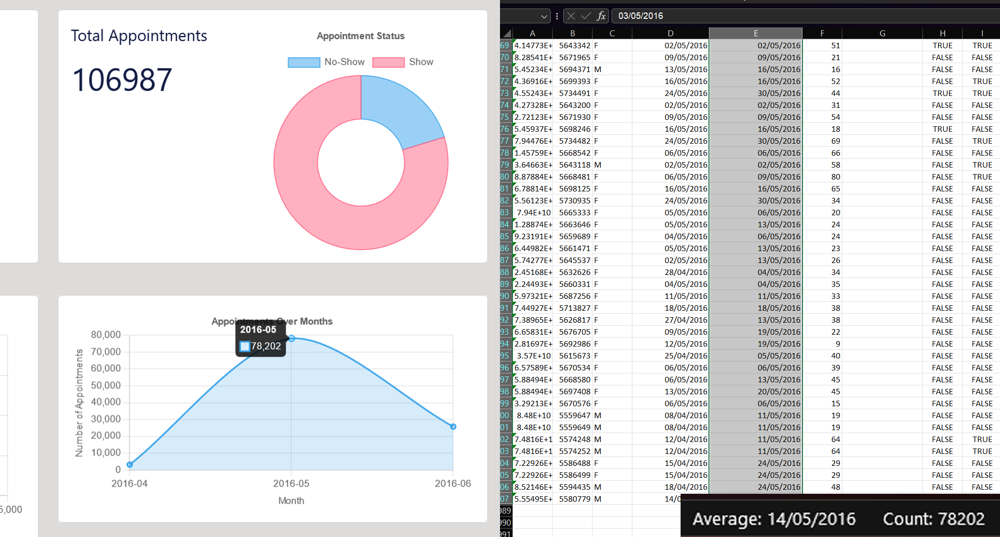 Total Appointments
106987
Appointment Status
No-Show Show
Appointments Over Months
2016-05
78,202
Number of Appointments
80,000
70,000
60,000
50,000
40,000
30,000
20,000
10,000
0
2016-04 2016-05 2016-06
Month
5,000
fx 03/05/2016
A B C D E F G H I
69 4.14773E+ 5643342 F 02/05/2016 02/05/2016 51 TRUE TRUE
70 8.28541E+ 5671965 F 09/05/2016 09/05/2016 21 FALSE FALSE
71 5.45234E+ 5694371 M 13/05/2016 16/05/2016 16 FALSE FALSE
72 4.36916E+ 5699393 F 16/05/2016 16/05/2016 52 FALSE TRUE
73 4.55243E+ 5734491 F 24/05/2016 30/05/2016 44 TRUE TRUE
74 4.27328E+ 5643200 F 02/05/2016 02/05/2016 31 FALSE FALSE
75 2.72123E+ 5671930 F 09/05/2016 09/05/2016 54 FALSE FALSE
76 5.45937E+ 5698246 F 16/05/2016 16/05/2016 18 TRUE FALSE
77 7.94476E+ 5734482 F 24/05/2016 30/05/2016 69 FALSE TRUE
78 1.45759E+ 5668542 F 06/05/2016 06/05/2016 66 FALSE FALSE
79 3.64663E+ 5643118 M 02/05/2016 02/05/2016 58 FALSE TRUE
80 8.87884E+ 5668481 F 06/05/2016 09/05/2016 80 FALSE TRUE
81 6.78814E+ 5698125 F 16/05/2016 16/05/2016 65 FALSE FALSE
82 5.56123E+ 5730935 F 24/05/2016 30/05/2016 34 FALSE FALSE
83 7.94E+10 5665333 F 05/05/2016 06/05/2016 20 FALSE FALSE
84 1.28874E+ 5663646 F 05/05/2016 13/05/2016 24 FALSE FALSE
85 9.23191E+ 5659689 F 04/05/2016 06/05/2016 24 FALSE FALSE
86 6.44982E+ 5661471 F 05/05/2016 13/05/2016 23 FALSE FALSE
87 5.74277E+ 5645537 F 02/05/2016 13/05/2016 26 FALSE FALSE
88 2.45168E+ 5632626 F 28/04/2016 04/05/2016 34 FALSE FALSE
89 2.24493E+ 5660331 F 04/05/2016 04/05/2016 35 FALSE FALSE
90 5.97321E+ 5687256 F 11/05/2016 11/05/2016 33 FALSE FALSE
91 7.44927E+ 5713827 F 18/05/2016 18/05/2016 38 FALSE FALSE
92 7.38965E+ 5626817 F 27/04/2016 13/05/2016 38 FALSE FALSE
93 6.65831E+ 5676705 F 09/05/2016 19/05/2016 22 FALSE FALSE
94 2.81697E+ 5692986 F 12/05/2016 19/05/2016 9 FALSE FALSE
95 3.57E+10 5615673 F 25/04/2016 05/05/2016 40 FALSE FALSE
96 6.57589E+ 5670534 F 06/05/2016 06/05/2016 39 FALSE FALSE
97 5.88494E+ 5668580 F 06/05/2016 13/05/2016 45 FALSE FALSE
98 5.88494E+ 5697408 F 13/05/2016 20/05/2016 45 FALSE FALSE
99 3.29213E+ 5670576 F 06/05/2016 06/05/2016 15 FALSE FALSE
00 8.48E+10 5559647 M 08/04/2016 11/05/2016 19 FALSE FALSE
01 8.48E+10 5559649 M 08/04/2016 11/05/2016 19 FALSE FALSE
02 7.4816E+1 5574248 M 12/04/2016 11/05/2016 64 FALSE TRUE
03 7.4816E+1 5574252 M 12/04/2016 11/05/2016 64 FALSE TRUE
04 7.22926E+ 5586488 F 15/04/2016 24/05/2016 29 FALSE FALSE
05 7.22926E+ 5586499 F 15/04/2016 24/05/2016 29 FALSE FALSE
06 8.52146E+ 5594435 M 18/04/2016 24/05/2016 48 FALSE FALSE
07 5.55495E+ 5580779 M 14/0
989
990
991
Average: 14/05/2016 Count: 78202